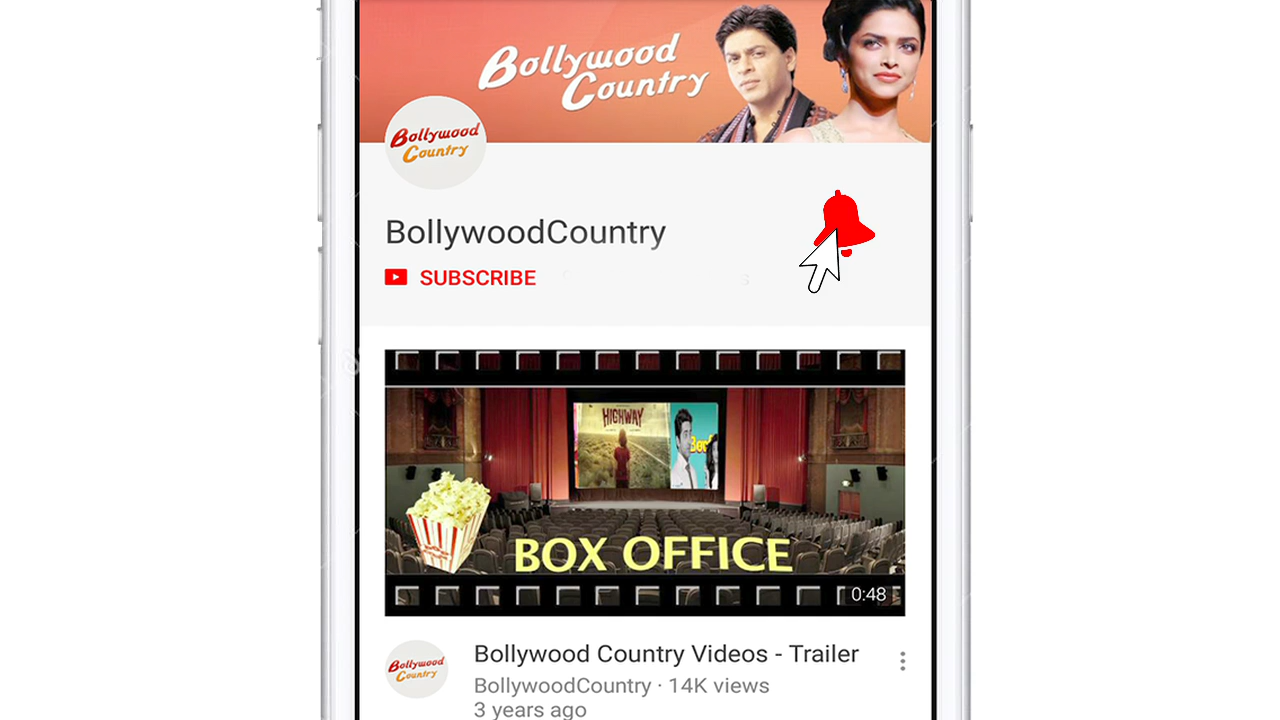 Bollywood
Country
Bollywood
Country
BollywoodCountry
SUBSCRIBE
HIGHWAY
BOX OFFICE
0:48
Bollywood Country Videos - Trailer
Bollywood
Country
BollywoodCountry · 14K views
3 years ago